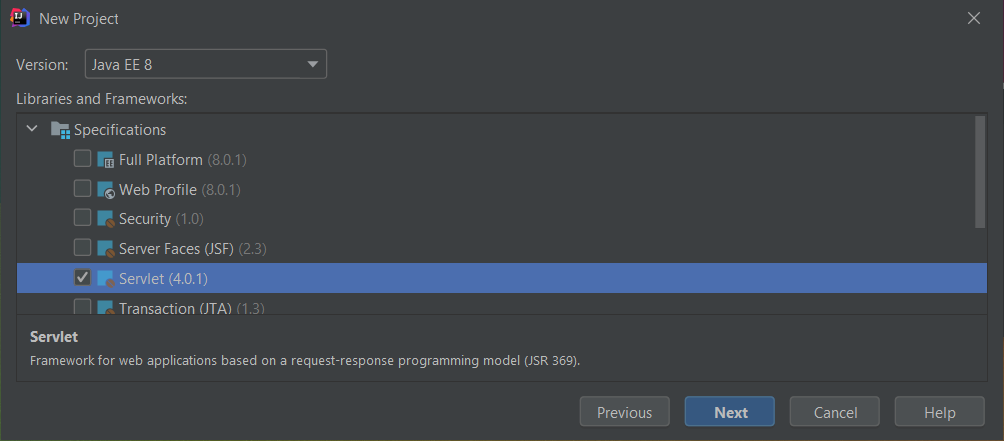 New Project
Version: Java EE 8
Libraries and Frameworks:
Specifications
Full Platform (8.0.1)
Web Profile (8.0.1)
Security (1.0)
Server Faces (JSF) (2.3)
Servlet (4.0.1)
Transaction (JTA) (1.3)
Servlet
Framework for web applications based on a request-response programming model (JSR 369).
Previous Next Cancel Help